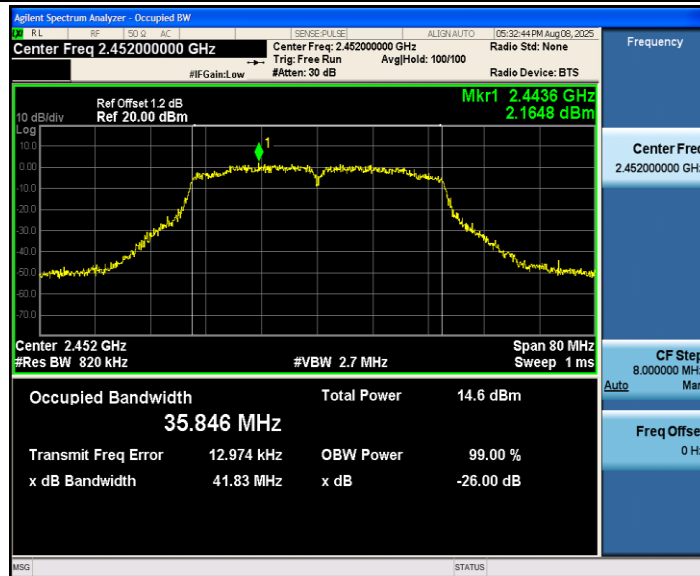 Agilent Spectrum Analyzer - Occupied BW
RL RF 50 Ω AC SENSE:PULSE ALIGN AUTO 05:32:44 PM Aug 08, 2025
Center Freq 2.452000000 GHz
Center Freq: 2.452000000 GHz
Radio Std: None
Trig: Free Run Avg|Hold: 100/100
#IFGain:Low #Atten: 30 dB Radio Device: BTS
Frequency
Ref Offset 1.2 dB
Ref 20.00 dBm
10 dB/div
Log
Mkr1 2.4436 GHz
2.1648 dBm
1
10.0
0.00
-10.0
-20.0
-30.0
-40.0
-50.0
-60.0
-70.0
Center 2.452 GHz Span 80 MHz
#Res BW 820 kHz #VBW 2.7 MHz Sweep 1 ms
Occupied Bandwidth Total Power 14.6 dBm
35.846 MHz
Transmit Freq Error 12.974 kHz OBW Power 99.00 %
x dB Bandwidth 41.83 MHz x dB -26.00 dB
Center Freq
2.452000000 GHz
CF Step
8.000000 MHz
Auto Man
Freq Offset
0 Hz
MSG STATUS